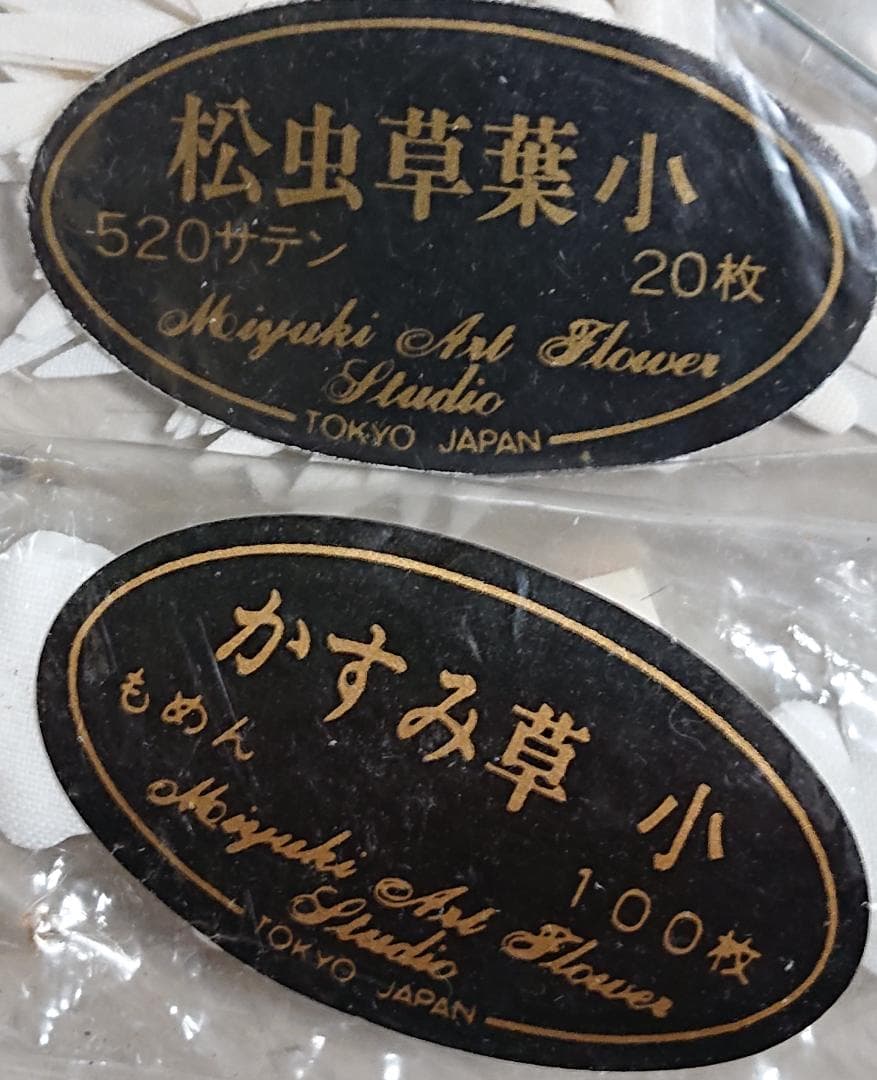 松虫草葉 小
520サテン
20枚
Miyuki Art Flower
Studio
TOKYO JAPAN
かすみ草 小
もめん
100枚
Miyuki Art Flower
Studio
TOKYO JAPAN